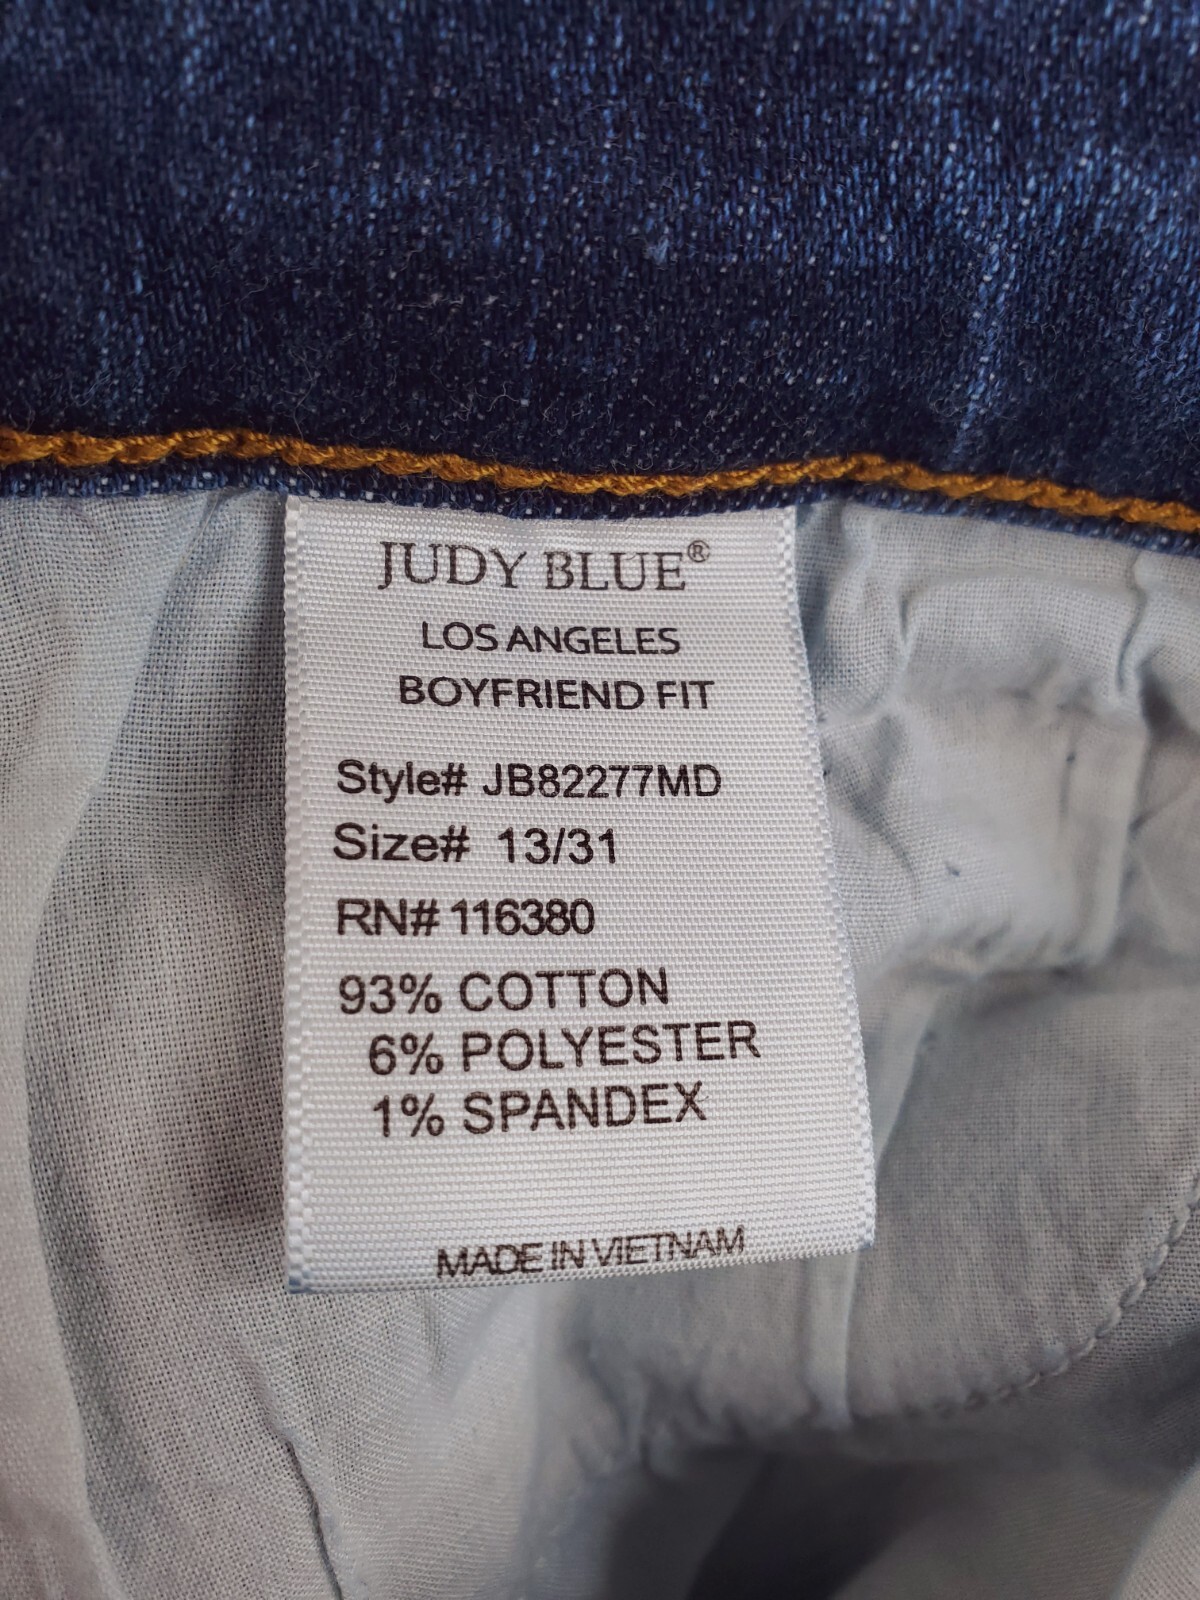 JUDY BLUE®
LOS ANGELES
BOYFRIEND FIT
Style# JB82277MD
Size# 13/31
RN# 116380
93% COTTON
6% POLYESTER
1% SPANDEX
MADE IN VIETNAM